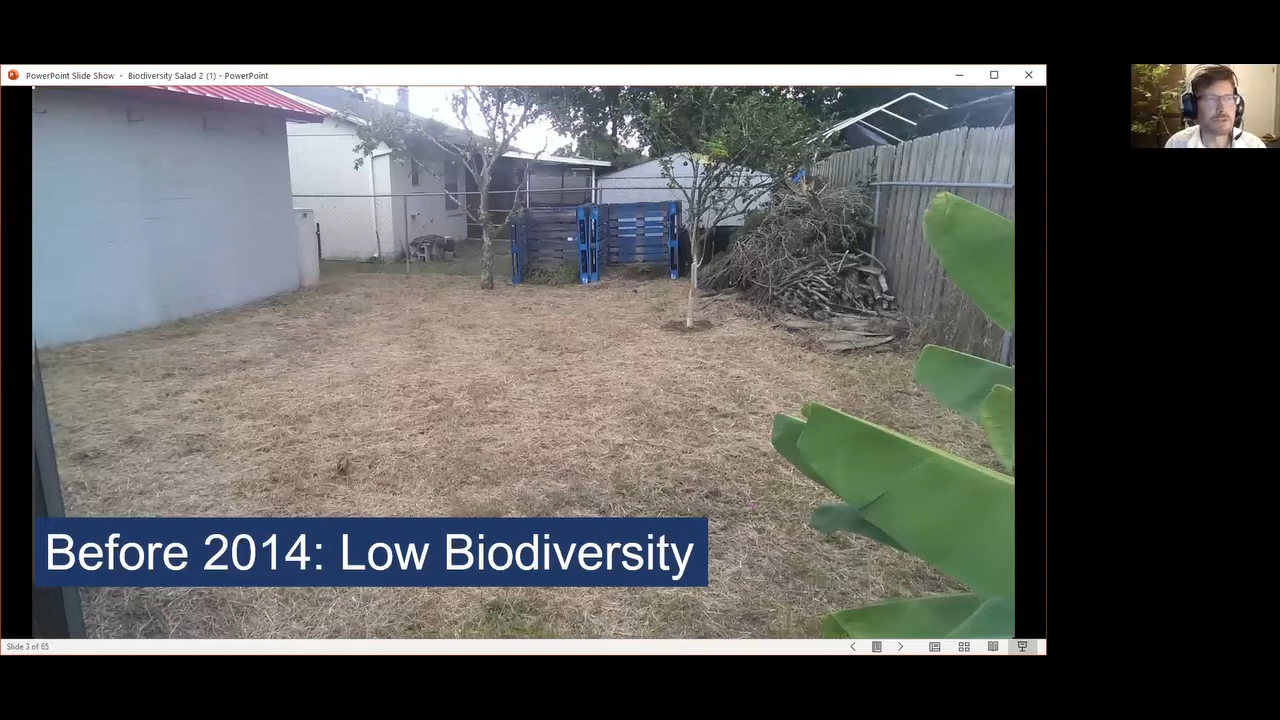 PowerPoint Slide Show - Biodiversity Salad 2 (1) - PowerPoint
Before 2014: Low Biodiversity
Slide 3 of 65